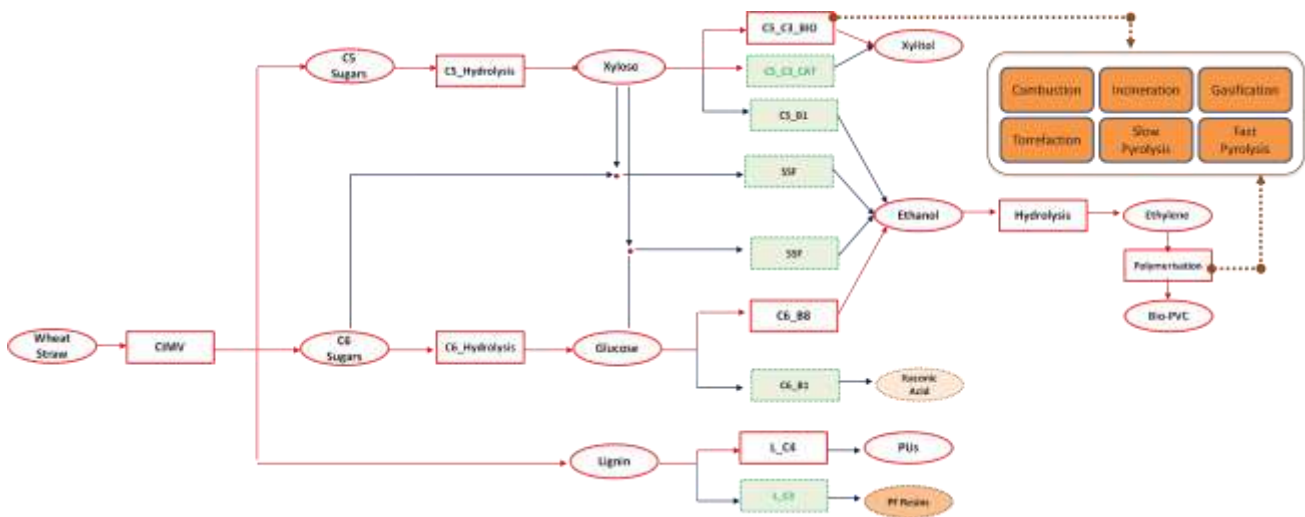 C5
Sugars
C5_Hydrolysis
Xylose
C5_C3_BIO
C5_C3_CAT
C5_B1
Xylitol
Combustion
Incineration
Gasification
Torrefaction
Slow
Pyrolysis
Fast
Pyrolysis
SSF
SSF
Ethanol
Hydrolysis
Ethylene
Polymerisation
Bio-PVC
Wheat
Straw
CIMV
C6
Sugars
C6_Hydrolysis
Glucose
C6_B8
C6_B1
Itaconic
Acid
Lignin
L_C4
PUs
PF Resins